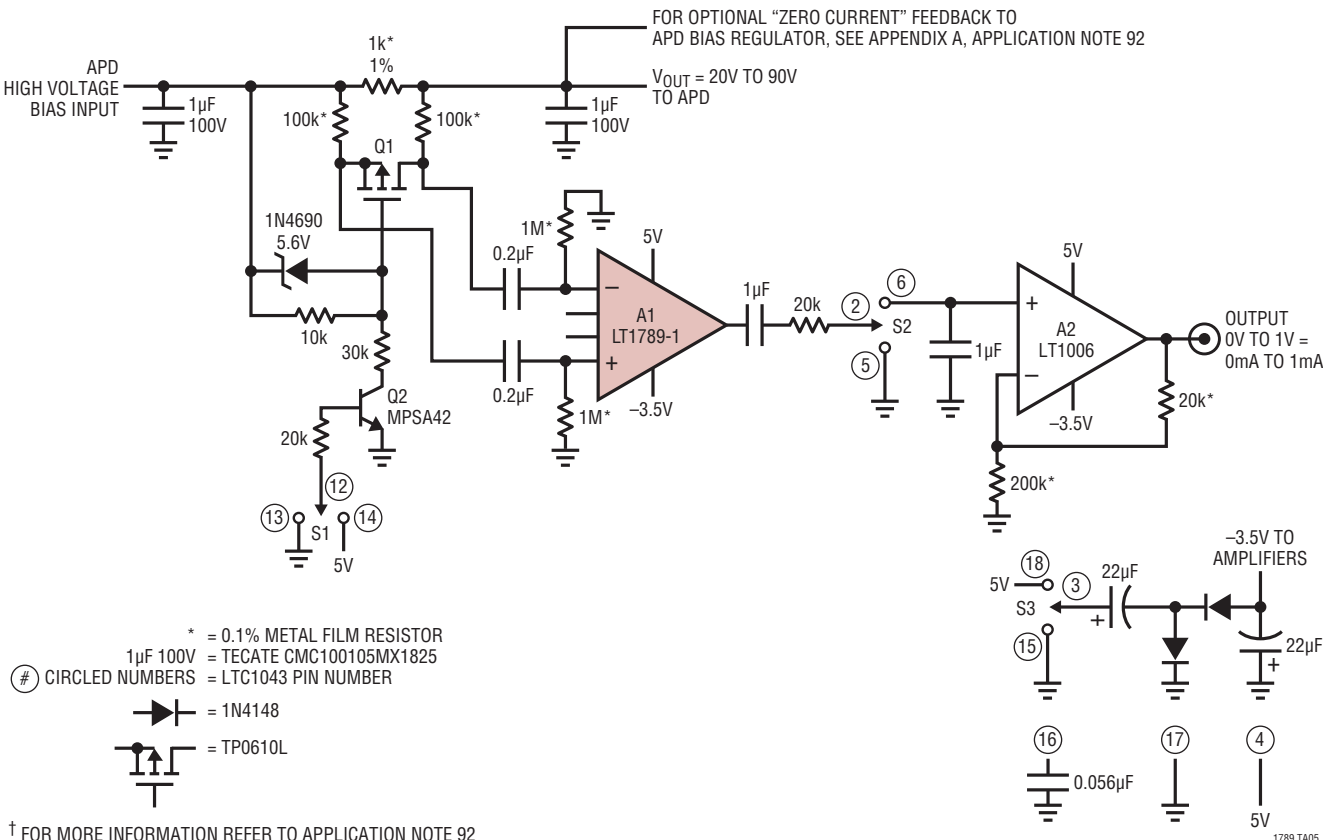 FOR OPTIONAL “ZERO CURRENT” FEEDBACK TO
APD BIAS REGULATOR, SEE APPENDIX A, APPLICATION NOTE 92
1k*
1%
APD
HIGH VOLTAGE
BIAS INPUT
VOUT = 20V TO 90V
TO APD
1µF
100V
100k*
100k*
1µF
100V
Q1
1N4690
5.6V
1M*
5V
0.2µF
–
A1
LT1789-1
+
0.2µF
–3.5V
1M*
1µF
20k
2
6
S2
5
1µF
5V
+
A2
LT1006
–
–3.5V
OUTPUT
0V TO 1V =
0mA TO 1mA
20k*
200k*
10k
30k
Q2
MPSA42
20k
12
13
14
S1
5V
–3.5V TO
AMPLIFIERS
18
5V
3
22µF
S3
+
15
22µF
+
16
17
4
0.056µF
5V
* = 0.1% METAL FILM RESISTOR
1µF 100V = TECATE CMC100105MX1825
# CIRCLED NUMBERS = LTC1043 PIN NUMBER
= 1N4148
= TP0610L
† FOR MORE INFORMATION REFER TO APPLICATION NOTE 92
1789 TA05